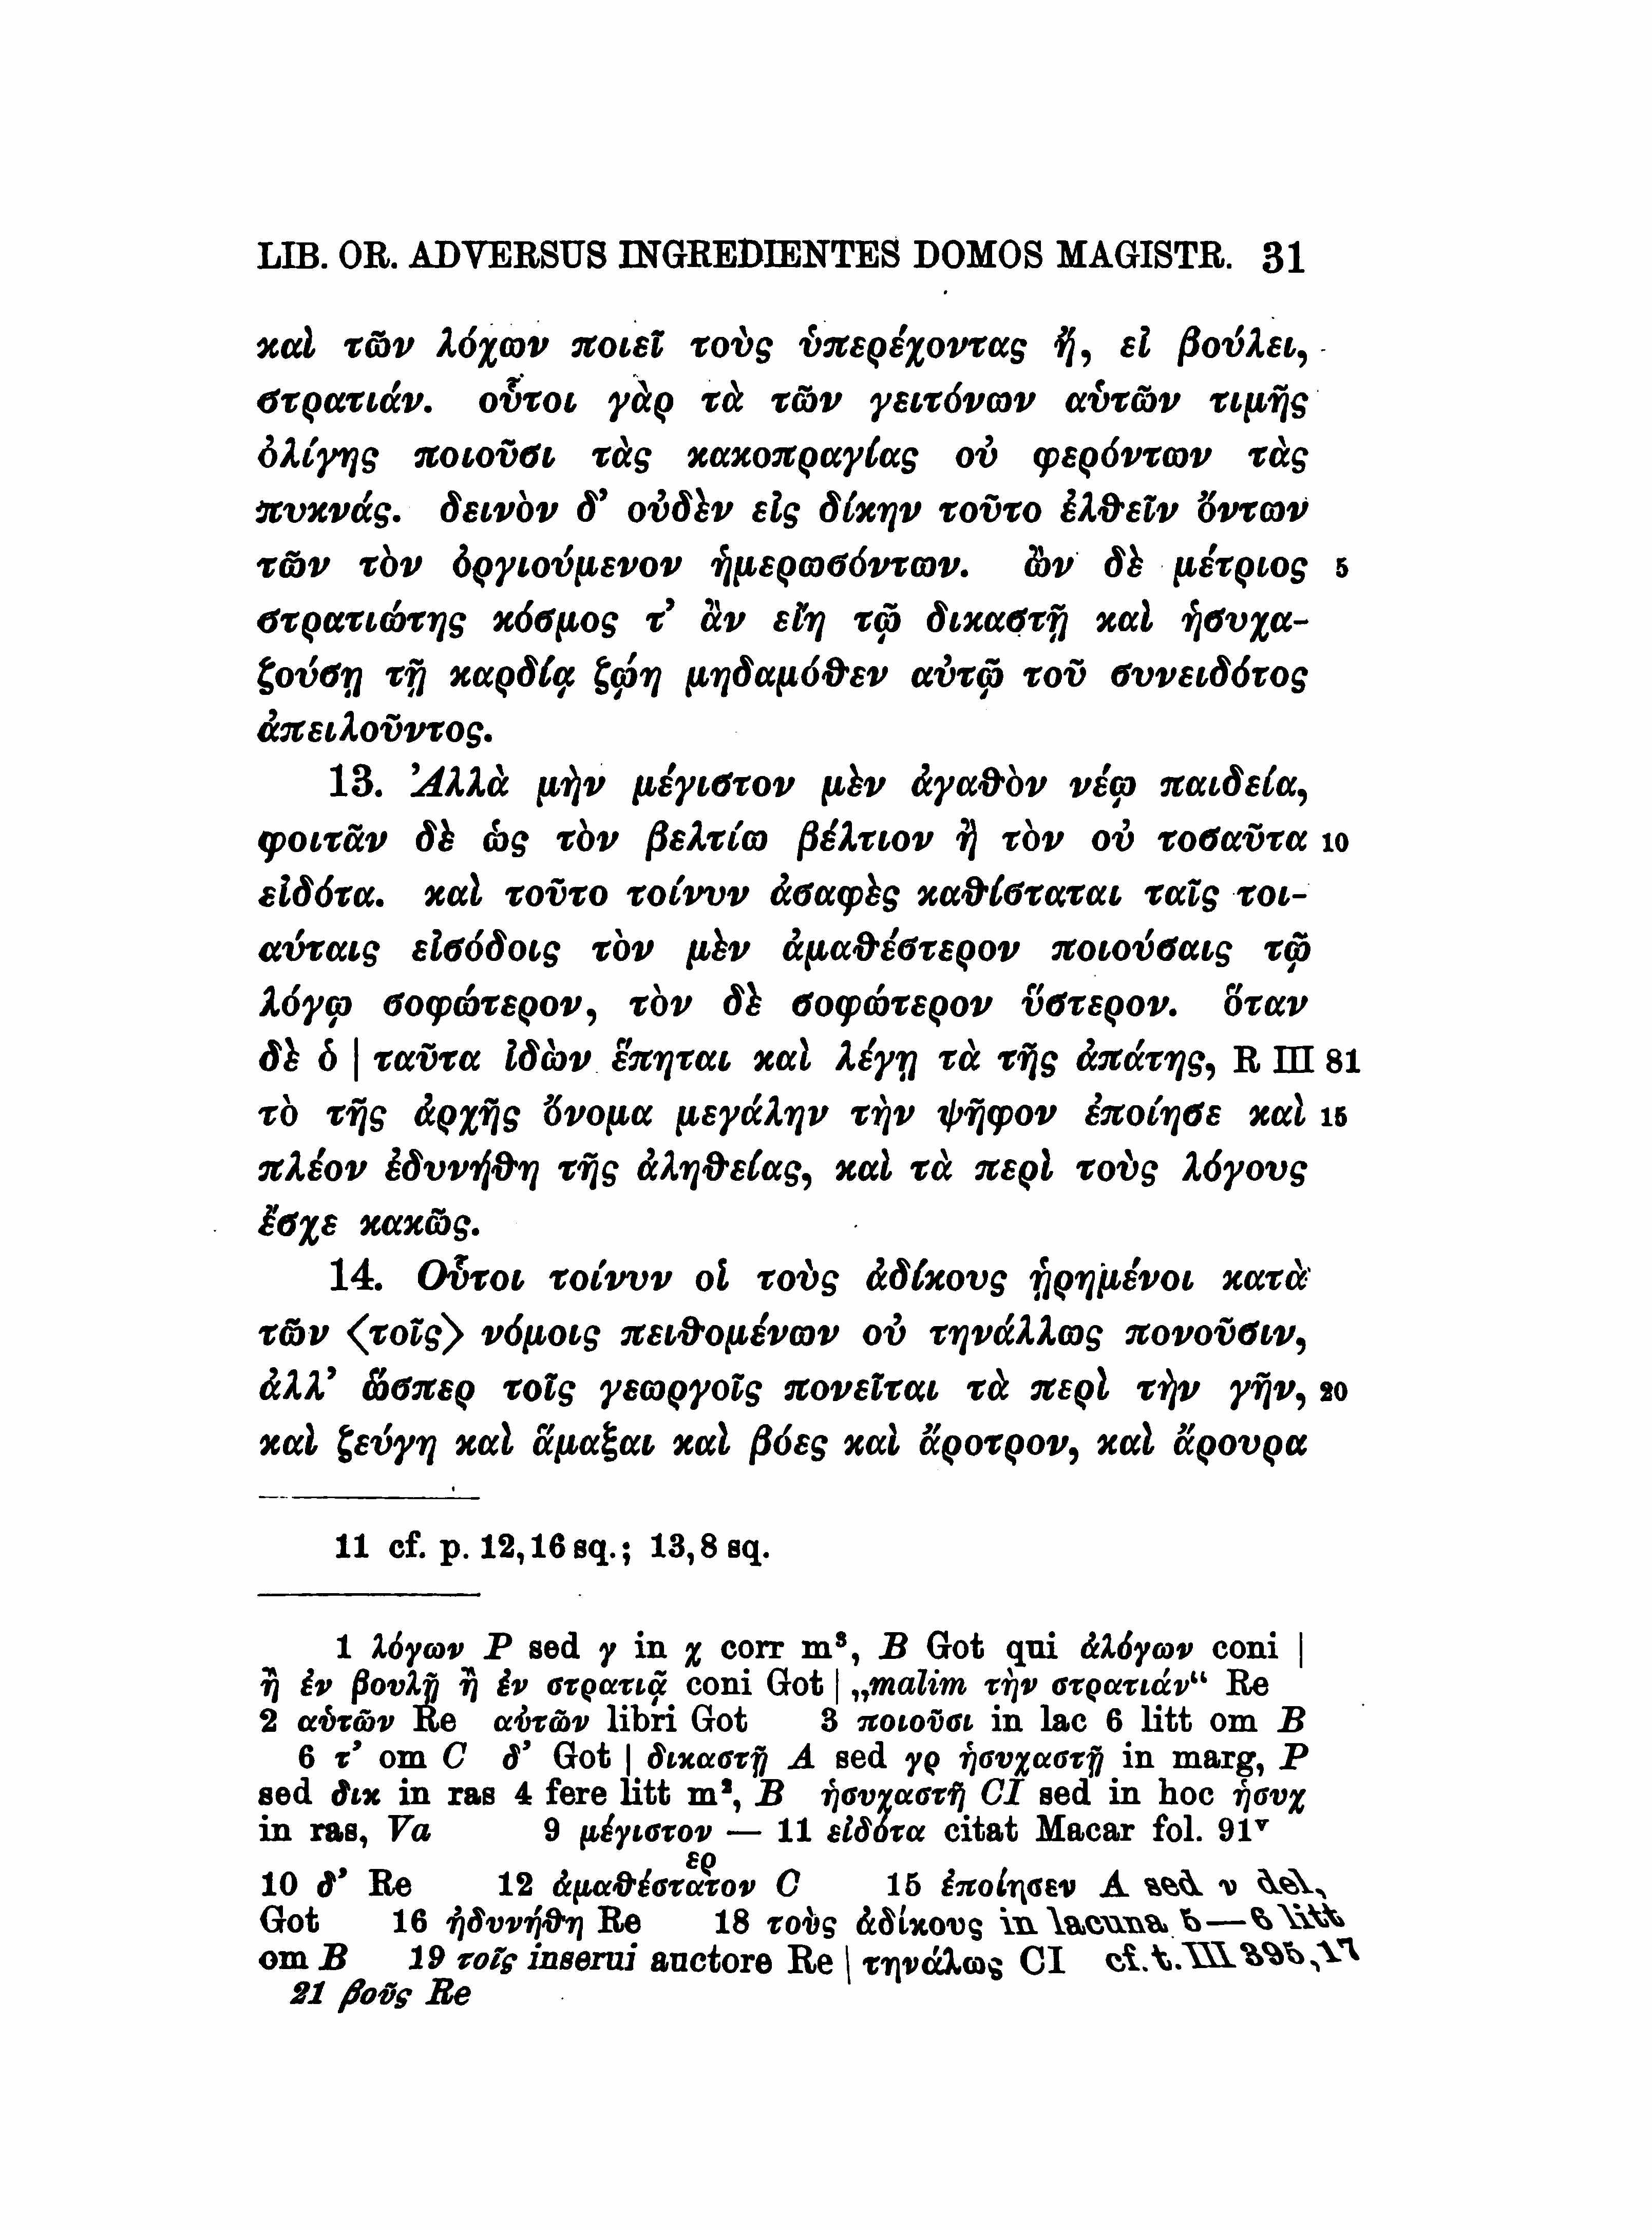 LIB. OR. ADVERSUS INGREDIENTES DOMOS MAGISTR. 31
καὶ τῶν λόχων ποιεῖ τοὺς ὑπερέχοντας ἤ, εἰ βούλει,
στρατιάν. οὗτοι γὰρ τὰ τῶν γειτόνων αὑτῶν τιμῆς
ὀλίγης ποιοῦσι τὰς κακοπραγίας οὐ φερόντων τὰς
πυκνάς. δεινὸν δ’ οὐδὲν εἰς δίκην τοῦτο ἐλθεῖν ὄντων
τῶν τὸν ὀργιούμενον ἡμερωσόντων. ὢν δὲ μέτριος 5
στρατιώτης κόσμος τ’ ἂν εἴη τῷ δικαστῇ καὶ ἡσυχα-
ζούσῃ τῇ καρδίᾳ ζῴη μηδαμόθεν αὐτῷ τοῦ συνειδότος
ἀπειλοῦντος.
13. Ἀλλὰ μὴν μέγιστον μὲν ἀγαθὸν νέῳ παιδεία,
φοιτᾶν δὲ ὡς τὸν βελτίω βέλτιον ἢ τὸν οὐ τοσαῦτα 10
εἰδότα. καὶ τοῦτο τοίνυν ἀσαφὲς καθίσταται ταῖς τοι-
αύταις εἰσόδοις τὸν μὲν ἀμαθέστερον ποιούσαις τῷ
λόγῳ σοφώτερον, τὸν δὲ σοφώτερον ὕστερον. ὅταν
δὲ ὁ | ταῦτα ἰδὼν ἕπηται καὶ λέγῃ τὰ τῆς ἀπάτης, R III 81
τὸ τῆς ἀρχῆς ὄνομα μεγάλην τὴν ψῆφον ἐποίησε καὶ 15
πλέον ἐδυνήθη τῆς ἀληθείας, καὶ τὰ περὶ τοὺς λόγους
ἔσχε κακῶς.
14. Οὗτοι τοίνυν οἱ τοὺς ἀδίκους ᾑρημένοι κατὰ
τῶν ⟨τοῖς⟩ νόμοις πειθομένων οὐ τηνάλλως πονοῦσιν,
ἀλλ’ ὥσπερ τοῖς γεωργοῖς πονεῖται τὰ περὶ τὴν γῆν, 20
καὶ ζεύγη καὶ ἅμαξαι καὶ βόες καὶ ἄροτρον, καὶ ἄρουρα
11 cf. p. 12,16 sq.; 13,8 sq.
1 λόγων P sed γ in χ corr m³, B Got qui ἀλόγων coni |
ἢ ἐν βουλῇ ἢ ἐν στρατιᾷ coni Got | „malim τὴν στρατιάν“ Re
2 αὑτῶν Re αὐτῶν libri Got 3 ποιοῦσι in lac 6 litt om B
6 τ’ om C δ’ Got | δικαστῇ A sed γρ ἡσυχαστῇ in marg, P
sed δικ in ras 4 fere litt m², B ἡσυχαστῇ CI sed in hoc ἡσυχ
in ras, Va 9 μέγιστον — 11 εἰδότα citat Macar fol. 91ᵛ
ερ
10 δ’ Re 12 ἀμαθέστατον C 15 ἐποίησεν A sed ν del,
Got 16 ἠδυνήθη Re 18 τοὺς ἀδίκους in lacuna 5—6 litt
om B 19 τοῖς inserui auctore Re | τηνάλως CI cf. t. III 395,17
21 βοῦς Re